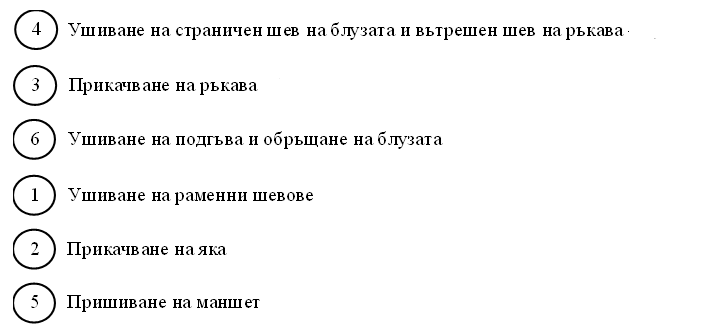 4 Ушиване на страничен шев на блузата и вътрешен шев на ръкава
3 Прикачване на ръкава
6 Ушиване на подгъва и обръщане на блузата
1 Ушиване на раменни шевове
2 Прикачване на яка
5 Пришиване на маншет